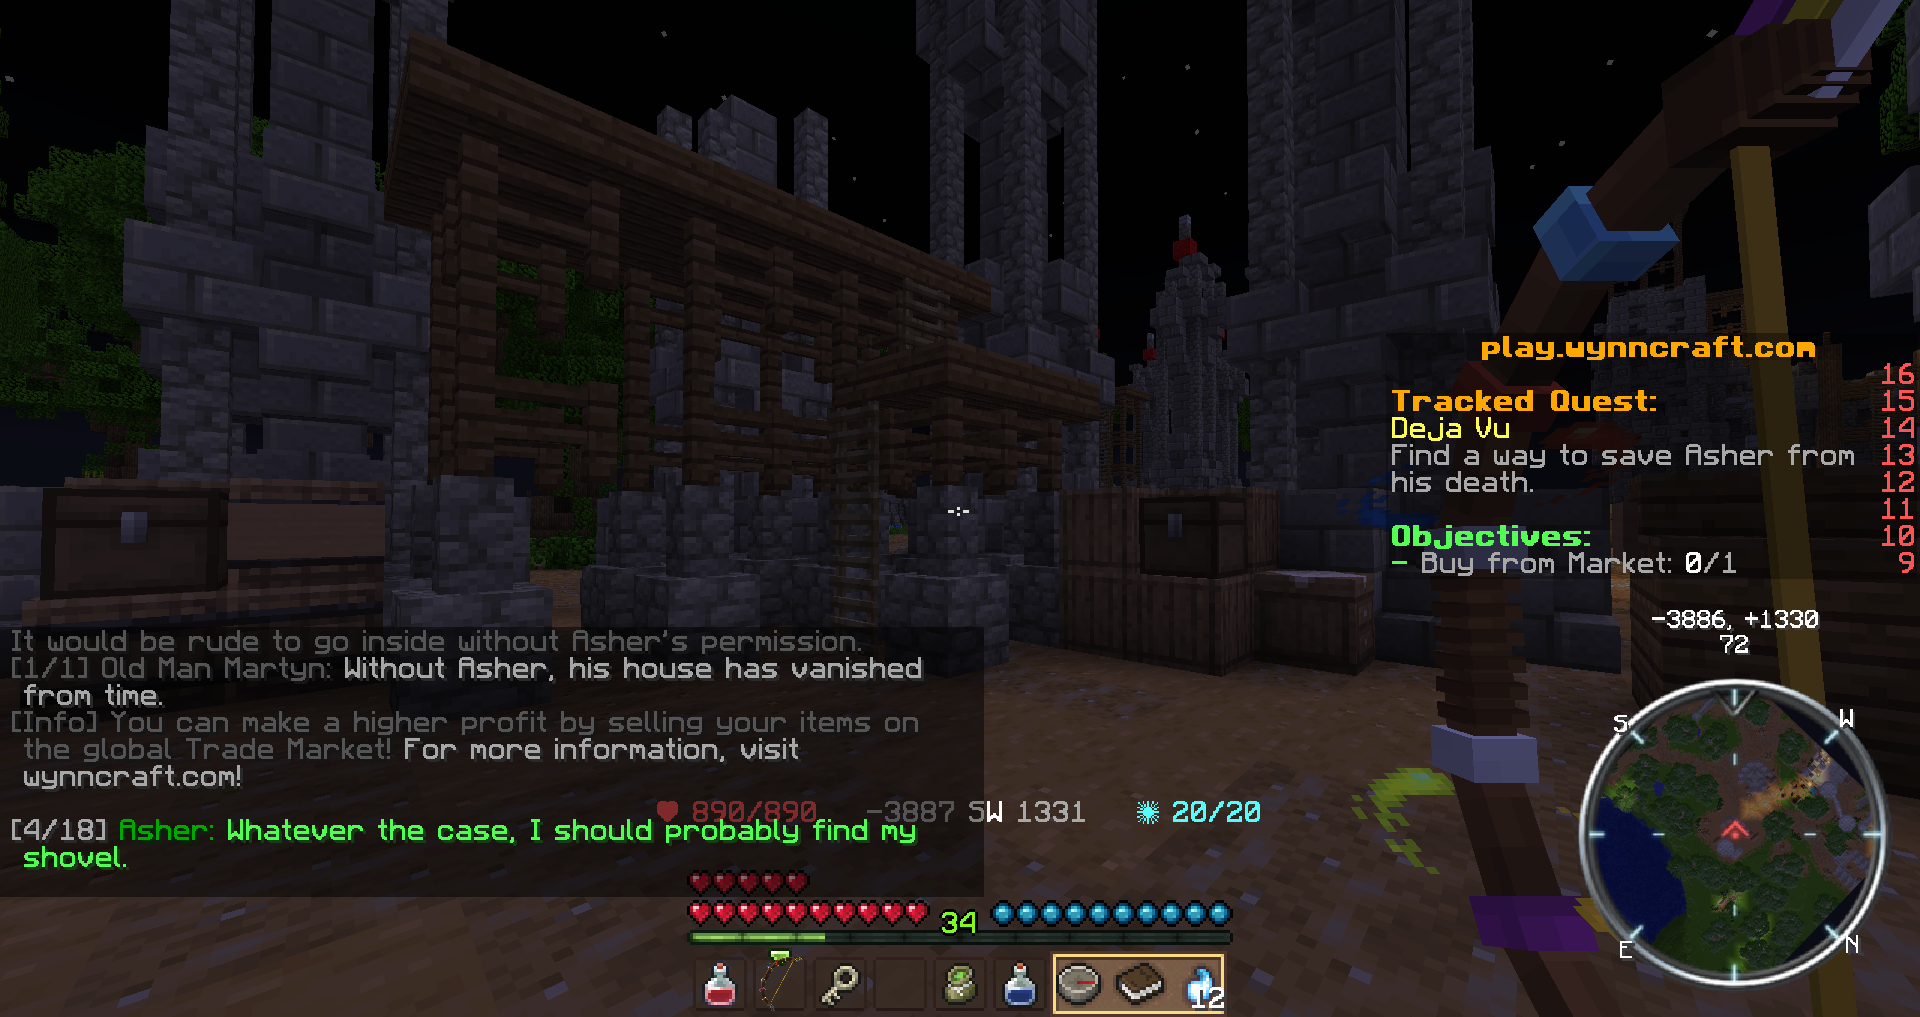 play.wynncraft.com
16
Tracked Quest: 15
Deja Vu 14
Find a way to save Asher from 13
his death. 12
11
Objectives: 10
- Buy from Market: 0/1 9
-3886, +1330
72
S W
E N
It would be rude to go inside without Asher's permission.
[1/1] Old Man Martyn: Without Asher, his house has vanished
from time.
[Info] You can make a higher profit by selling your items on
the global Trade Market! For more information, visit
wynncraft.com!
890/890 -3887 SW 1331 20/20
[4/18] Asher: Whatever the case, I should probably find my
shovel.
34
12